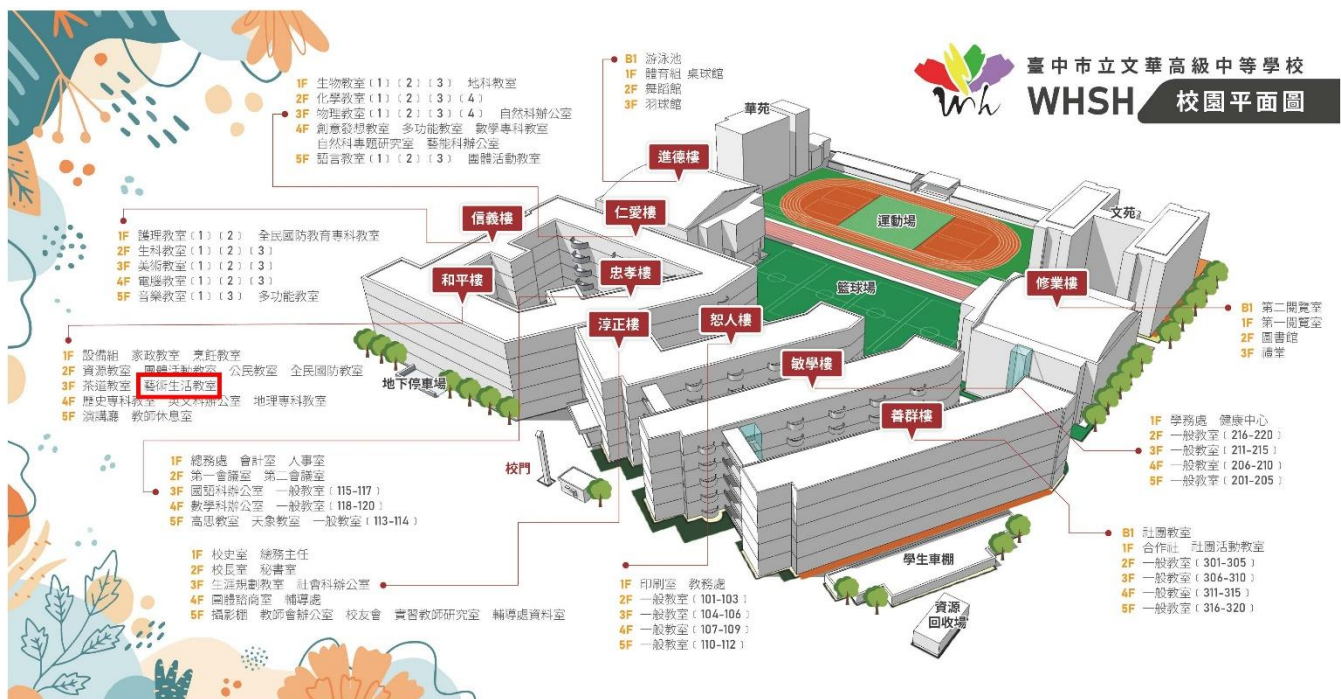 臺中市立文華高級中等學校
WHSH 校園平面圖
1F 生物教室(1)(2)(3) 地科教室
2F 化學教室(1)(2)(3)(4)
3F 物理教室(1)(2)(3)(4) 自然科辦公室
4F 創意發想教室 多功能教室 數學專科教室
自然科專題研究室 藝能科辦公室
5F 語言教室(1)(2)(3) 團體活動教室
B1 游泳池
1F 體育組 桌球館
2F 舞蹈館
3F 羽球館
華苑
進德樓
仁愛樓
信義樓
運動場
文苑
1F 護理教室(1)(2) 全民國防教育專科教室
2F 生科教室(1)(2)(3)
3F 美術教室(1)(2)(3)
4F 電腦教室(1)(2)(3)
5F 音樂教室(1)(3) 多功能教室
和平樓
忠孝樓
籃球場
修業樓
淳正樓
恕人樓
B1 第二閱覽室
1F 第一閱覽室
2F 圖書館
3F 禮堂
1F 設備組 家政教室 烹飪教室
2F 資源教室 團體活動教室 公民教室 全民國防教室
3F 茶道教室 藝術生活教室
4F 歷史專科教室 英文科辦公室 地理專科教室
5F 演講廳 教師休息室
地下停車場
敏學樓
善群樓
1F 學務處 健康中心
2F 一般教室(216-220)
3F 一般教室(211-215)
4F 一般教室(206-210)
5F 一般教室(201-205)
1F 總務處 會計室 人事室
2F 第一會議室 第二會議室
3F 國語科辦公室 一般教室(115-117)
4F 數學科辦公室 一般教室(118-120)
5F 高思教室 天象教室 一般教室(113-114)
校門
B1 社團教室
1F 合作社 社團活動教室
2F 一般教室(301-305)
3F 一般教室(306-310)
4F 一般教室(311-315)
5F 一般教室(316-320)
1F 校史室 總務主任
2F 校長室 秘書室
3F 生涯規劃教室 社會科辦公室
4F 團體諮商室 輔導處
5F 攝影棚 教師會辦公室 校友會 實習教師研究室 輔導處資料室
1F 印刷室 教務處
2F 一般教室(101-103)
3F 一般教室(104-106)
4F 一般教室(107-109)
5F 一般教室(110-112)
學生車棚
資源
回收場